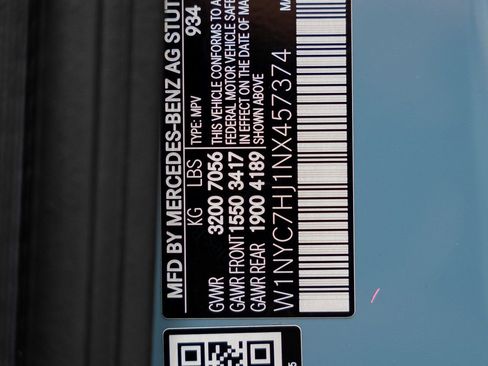 MFD BY MERCEDES-BENZ AG STUT
934
KG LBS TYPE: MPV
GVWR 3200 7056 THIS VEHICLE CONFORMS TO A
GAWR FRONT 1550 3417 FEDERAL MOTOR VEHICLE SAFE
GAWR REAR 1900 4189 IN EFFECT ON THE DATE OF MA
SHOWN ABOVE
W1NYC7HJ1NX457374